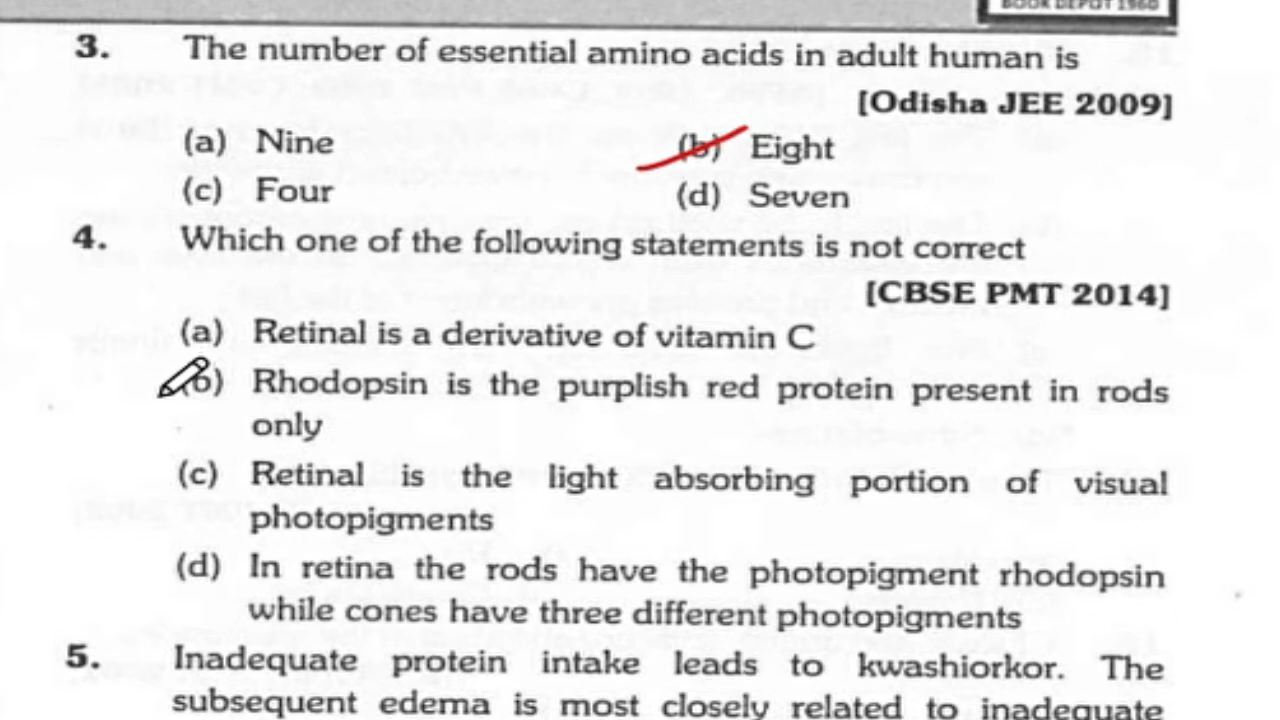 BOOK DEPOT 1960
3. The number of essential amino acids in adult human is
[Odisha JEE 2009]
(a) Nine (b) Eight
(c) Four (d) Seven
4. Which one of the following statements is not correct
[CBSE PMT 2014]
(a) Retinal is a derivative of vitamin C
(b) Rhodopsin is the purplish red protein present in rods
only
(c) Retinal is the light absorbing portion of visual
photopigments
(d) In retina the rods have the photopigment rhodopsin
while cones have three different photopigments
5. Inadequate protein intake leads to kwashiorkor. The
subsequent edema is most closely related to inadequate